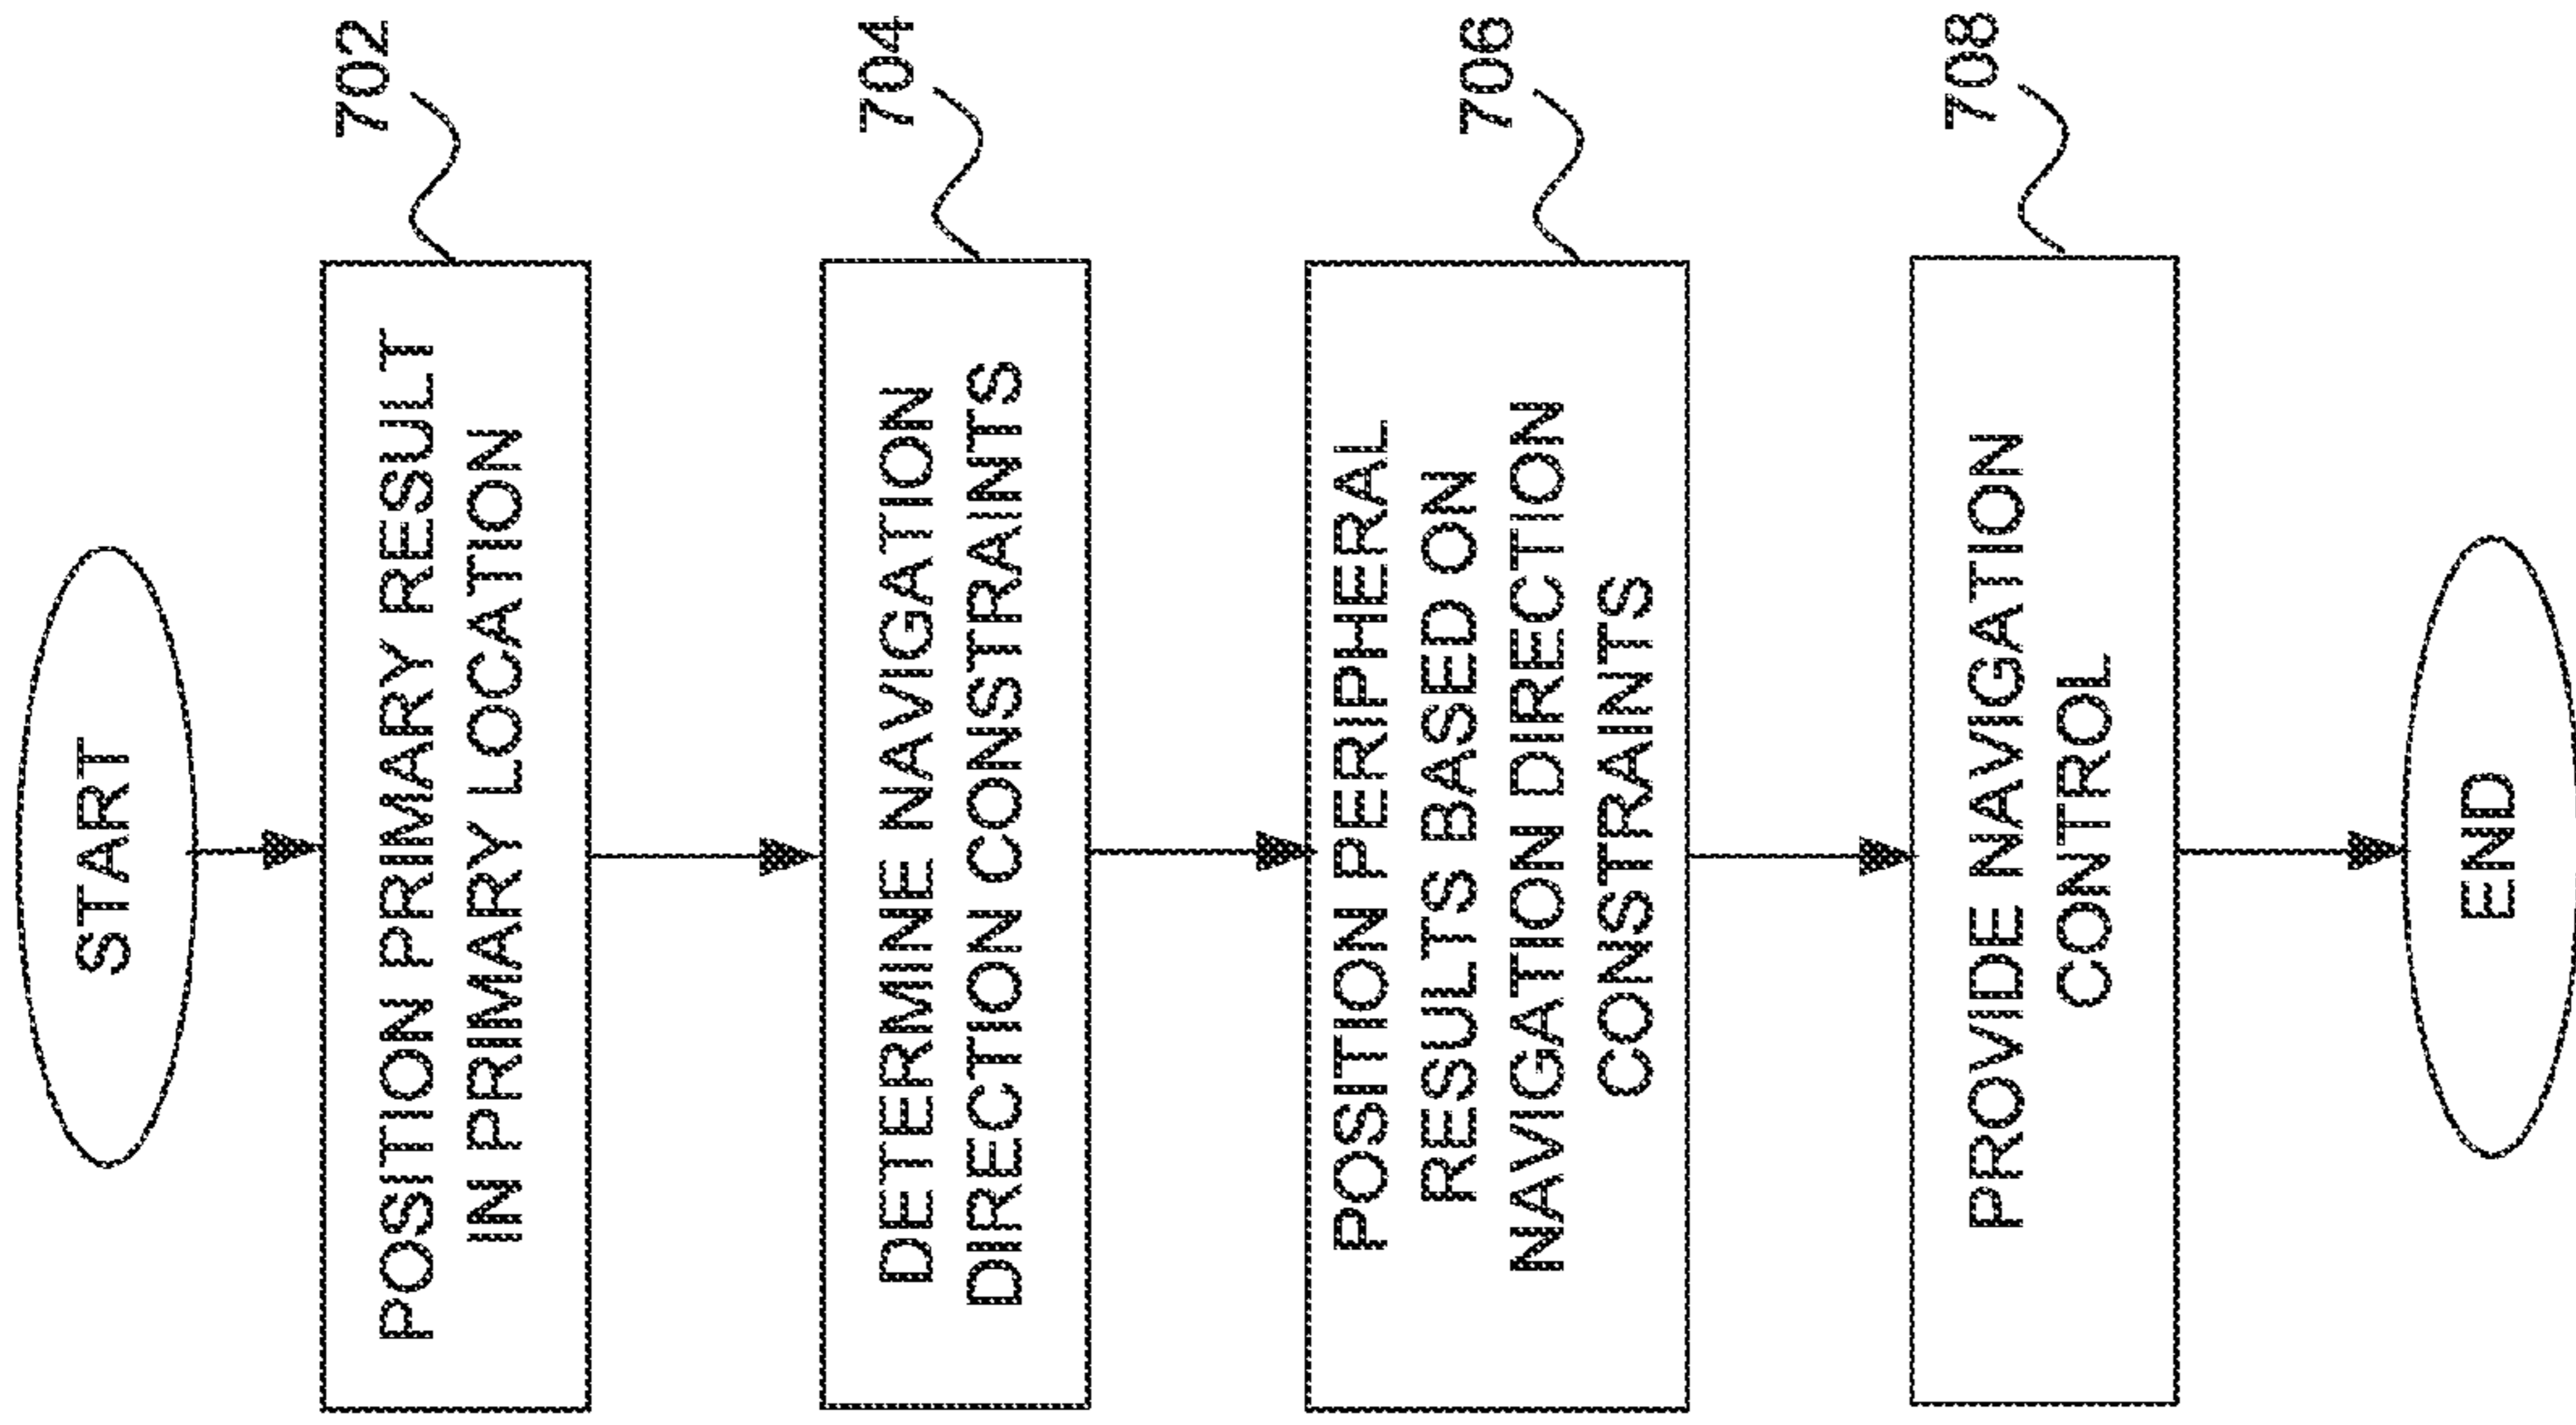 START
702
POSITION PRIMARY RESULT
IN PRIMARY LOCATION
704
DETERMINE NAVIGATION
DIRECTION CONSTRAINTS
706
POSITION PERIPHERAL
RESULTS BASED ON
NAVIGATION DIRECTION
CONSTRAINTS
708
PROVIDE NAVIGATION
CONTROL
END